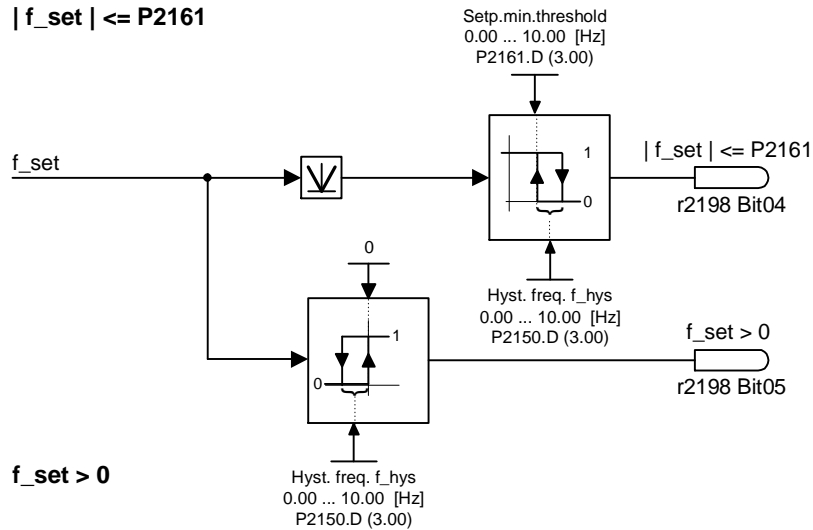 | f_set | <= P2161
Setp.min.threshold
0.00 ... 10.00 [Hz]
P2161.D (3.00)
f_set
1
0
| f_set | <= P2161
r2198 Bit04
Hyst. freq. f_hys
0.00 ... 10.00 [Hz]
P2150.D (3.00)
0
1
0
f_set > 0
r2198 Bit05
f_set > 0
Hyst. freq. f_hys
0.00 ... 10.00 [Hz]
P2150.D (3.00)